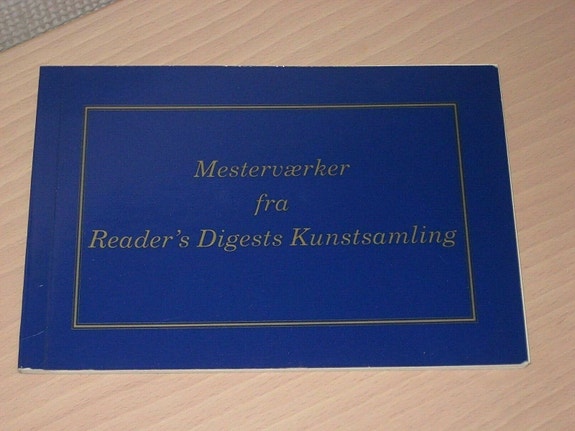 Mesterværker
fra
Reader's Digests Kunstsamling